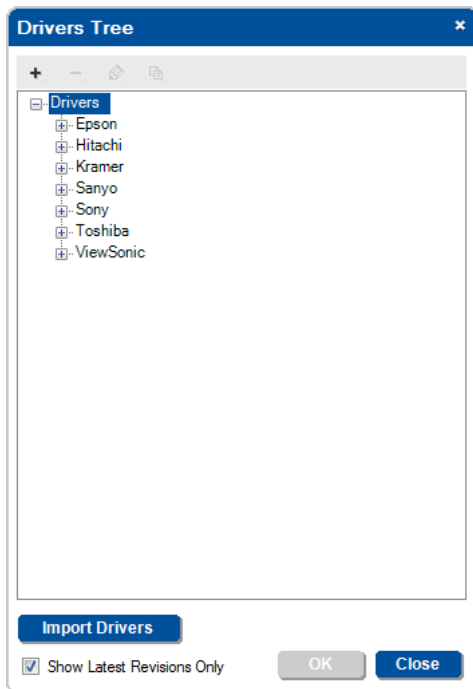 Drivers Tree
Drivers
Epson
Hitachi
Kramer
Sanyo
Sony
Toshiba
ViewSonic
Import Drivers
Show Latest Revisions Only
OK
Close